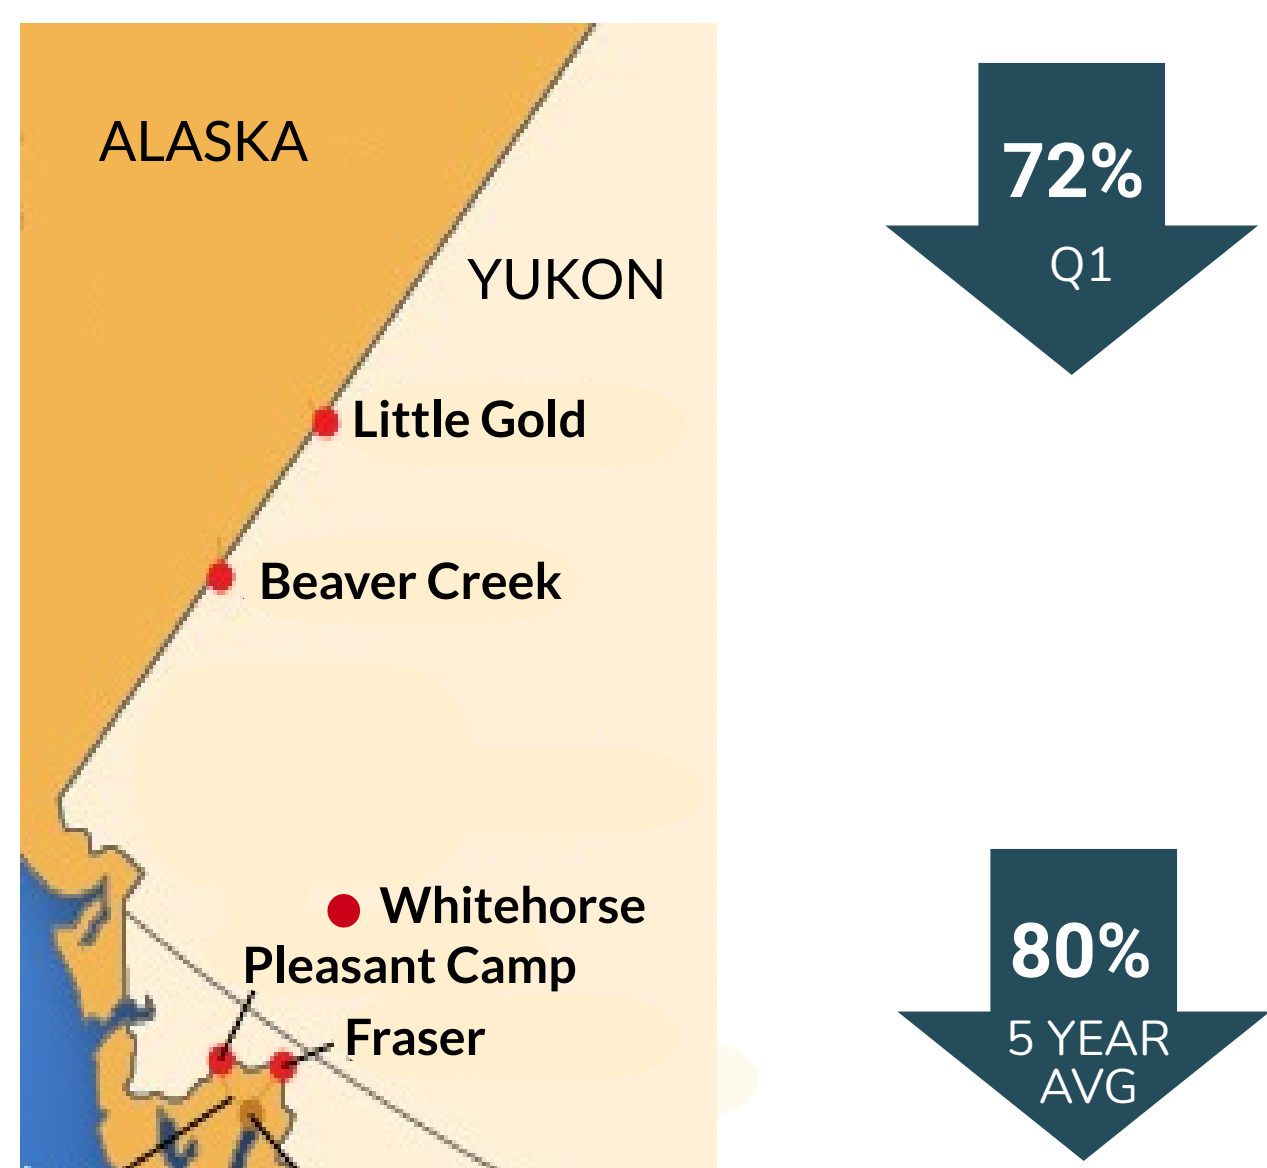 ALASKA
YUKON
Little Gold
Beaver Creek
Whitehorse
Pleasant Camp
Fraser
72%
Q1
80%
5 YEAR
AVG